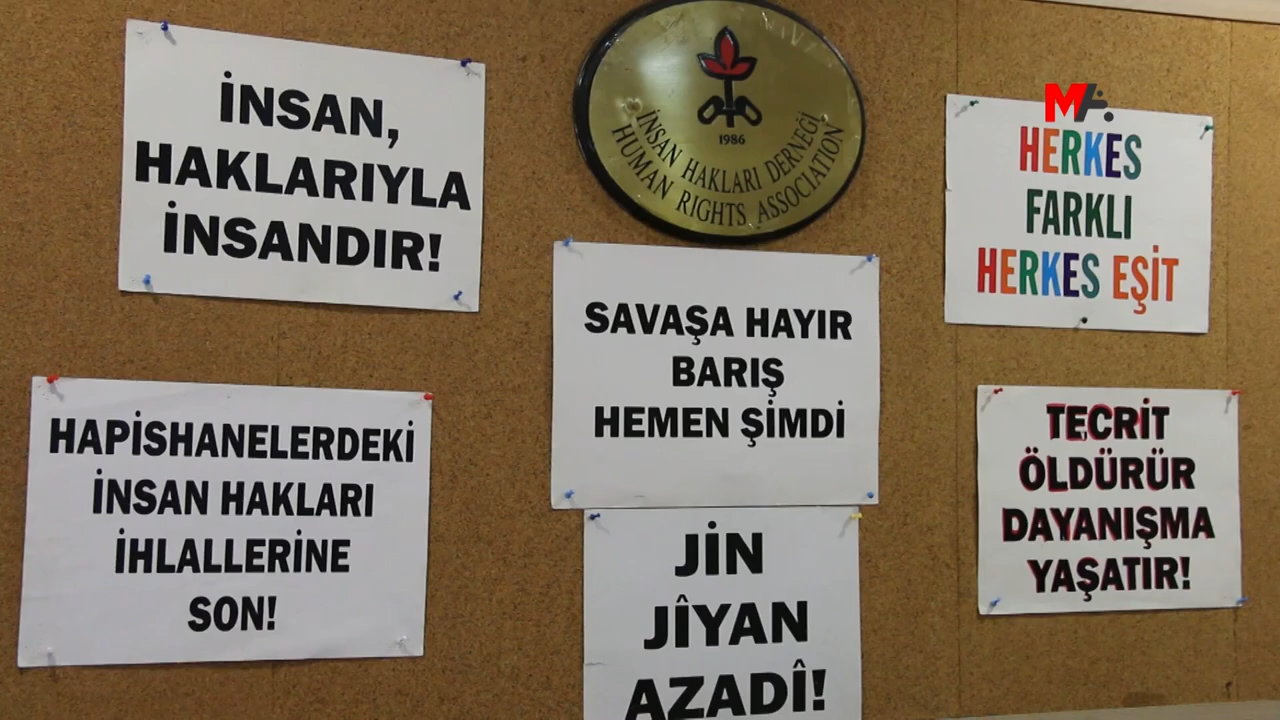 İNSAN,
HAKLARIYLA
İNSANDIR!
1986
İNSAN HAKLARI DERNEĞİ
HUMAN RIGHTS ASSOCIATION
MA
HERKES
FARKLI
HERKES EŞİT
SAVAŞA HAYIR
BARIŞ
HEMEN ŞİMDİ
HAPİSHANELERDEKİ
İNSAN HAKLARI
İHLALLERİNE
SON!
JİN
JÎYAN
AZADÎ!
TECRİT
ÖLDÜRÜR
DAYANIŞMA
YAŞATIR!